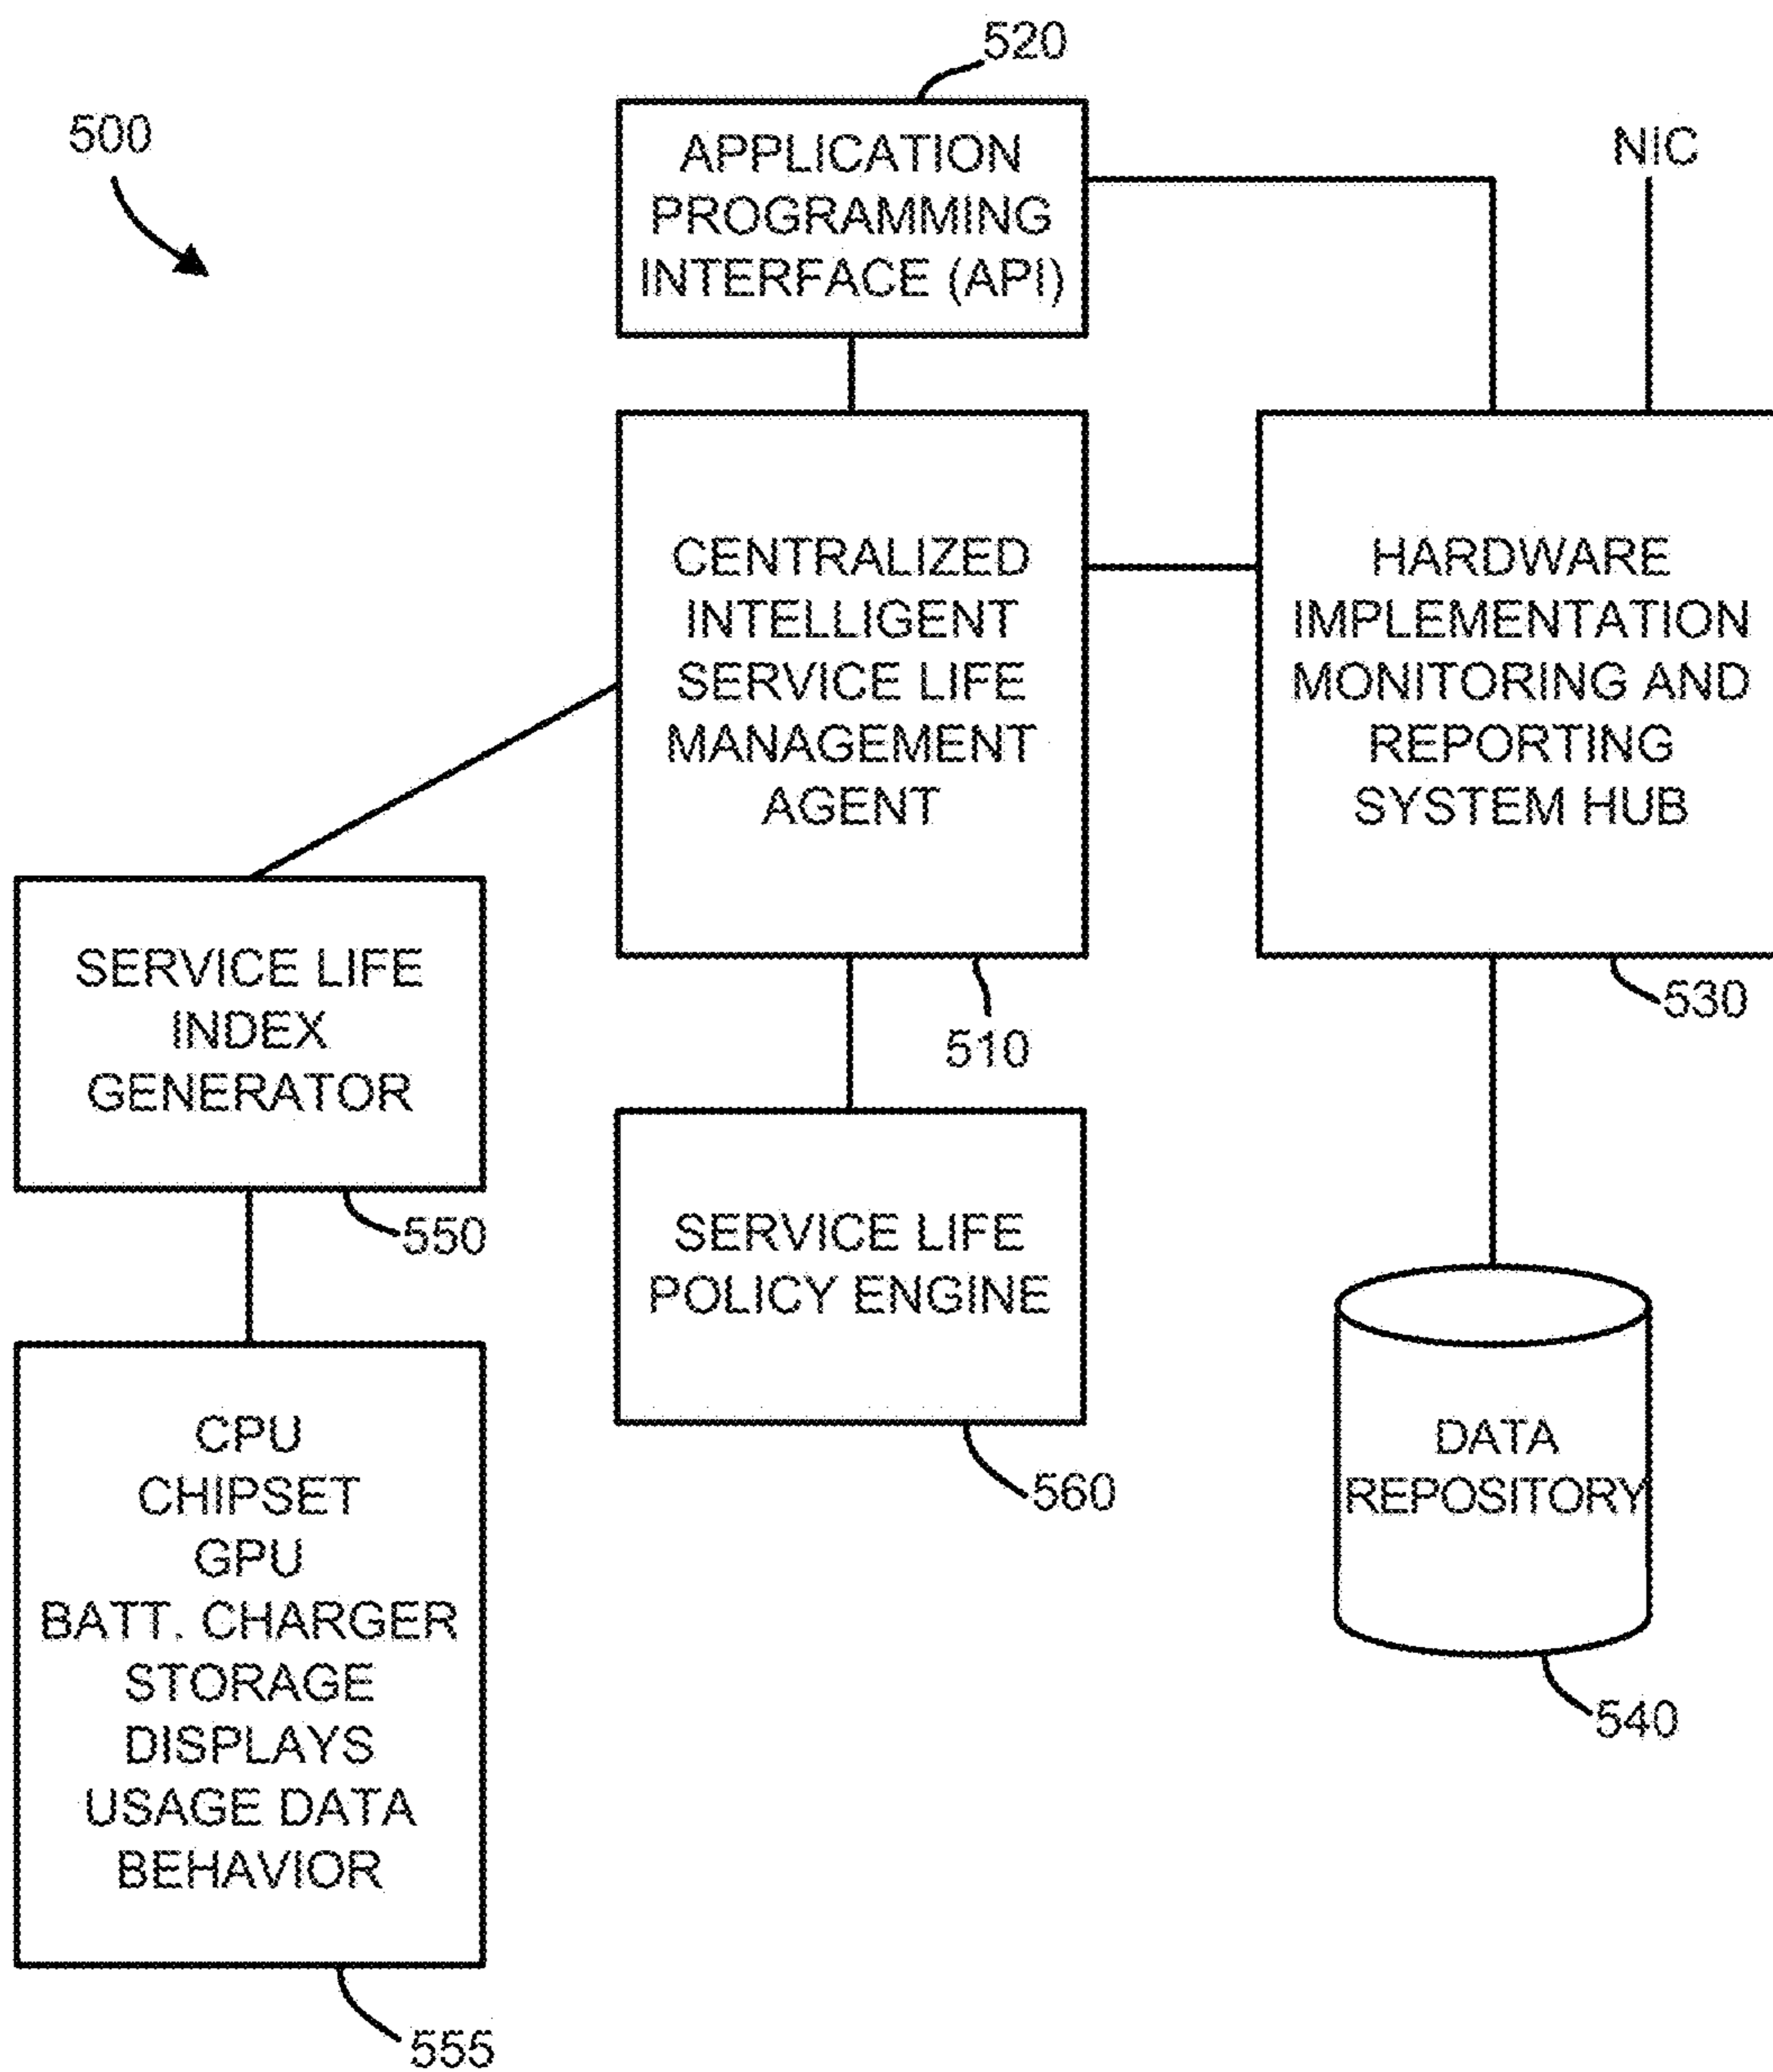 520
500
APPLICATION
PROGRAMMING
INTERFACE (API)
NIC
CENTRALIZED
INTELLIGENT
SERVICE LIFE
MANAGEMENT
AGENT
510
HARDWARE
IMPLEMENTATION
MONITORING AND
REPORTING
SYSTEM HUB
530
SERVICE LIFE
INDEX
GENERATOR
550
SERVICE LIFE
POLICY ENGINE
560
CPU
CHIPSET
GPU
BATT. CHARGER
STORAGE
DISPLAYS
USAGE DATA
BEHAVIOR
555
DATA
REPOSITORY
540